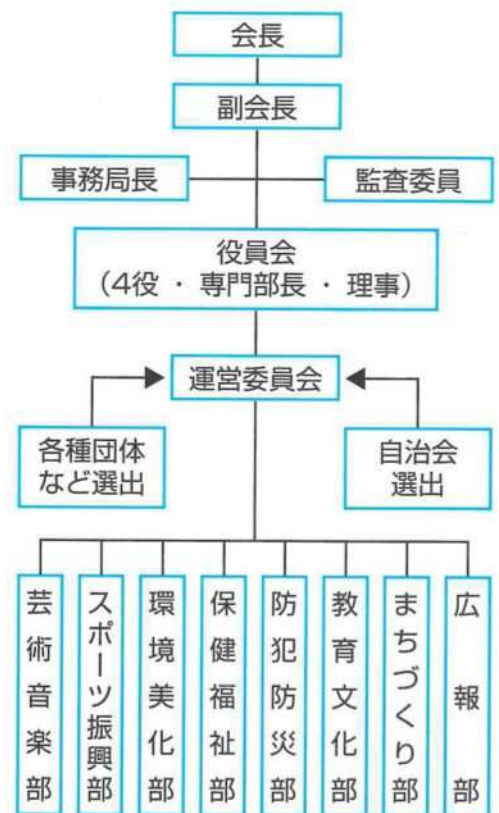 会長
副会長
事務局長
監査委員
役員会
(4役・専門部長・理事)
運営委員会
各種団体
など選出
自治会
選出
芸術音楽部
スポーツ振興部
環境美化部
保健福祉部
防犯防災部
教育文化部
まちづくり部
広報部